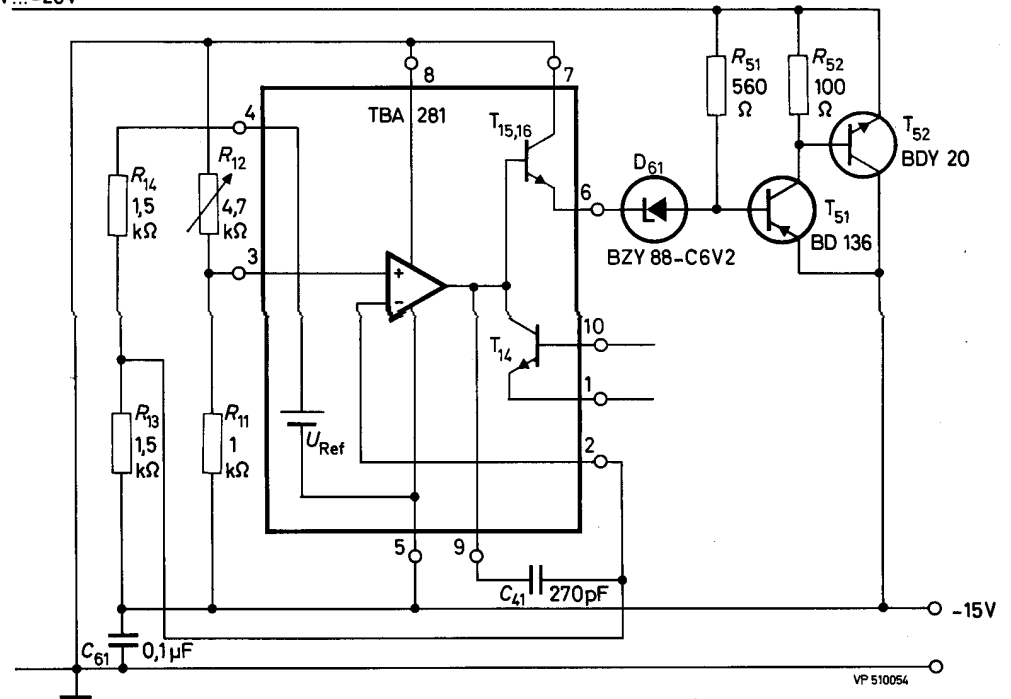 8
7
R51
560
Ω
R52
100
Ω
4
TBA 281
T15,16
T52
BDY 20
R12
4,7
kΩ
D61
R14
1,5
kΩ
6
T51
BD 136
BZY 88-C6V2
3
+
−
10
T14
1
R13
1,5
kΩ
R11
1
kΩ
URef
2
5
9
C41
270pF
-15V
C61
0,1µF
VP 510054